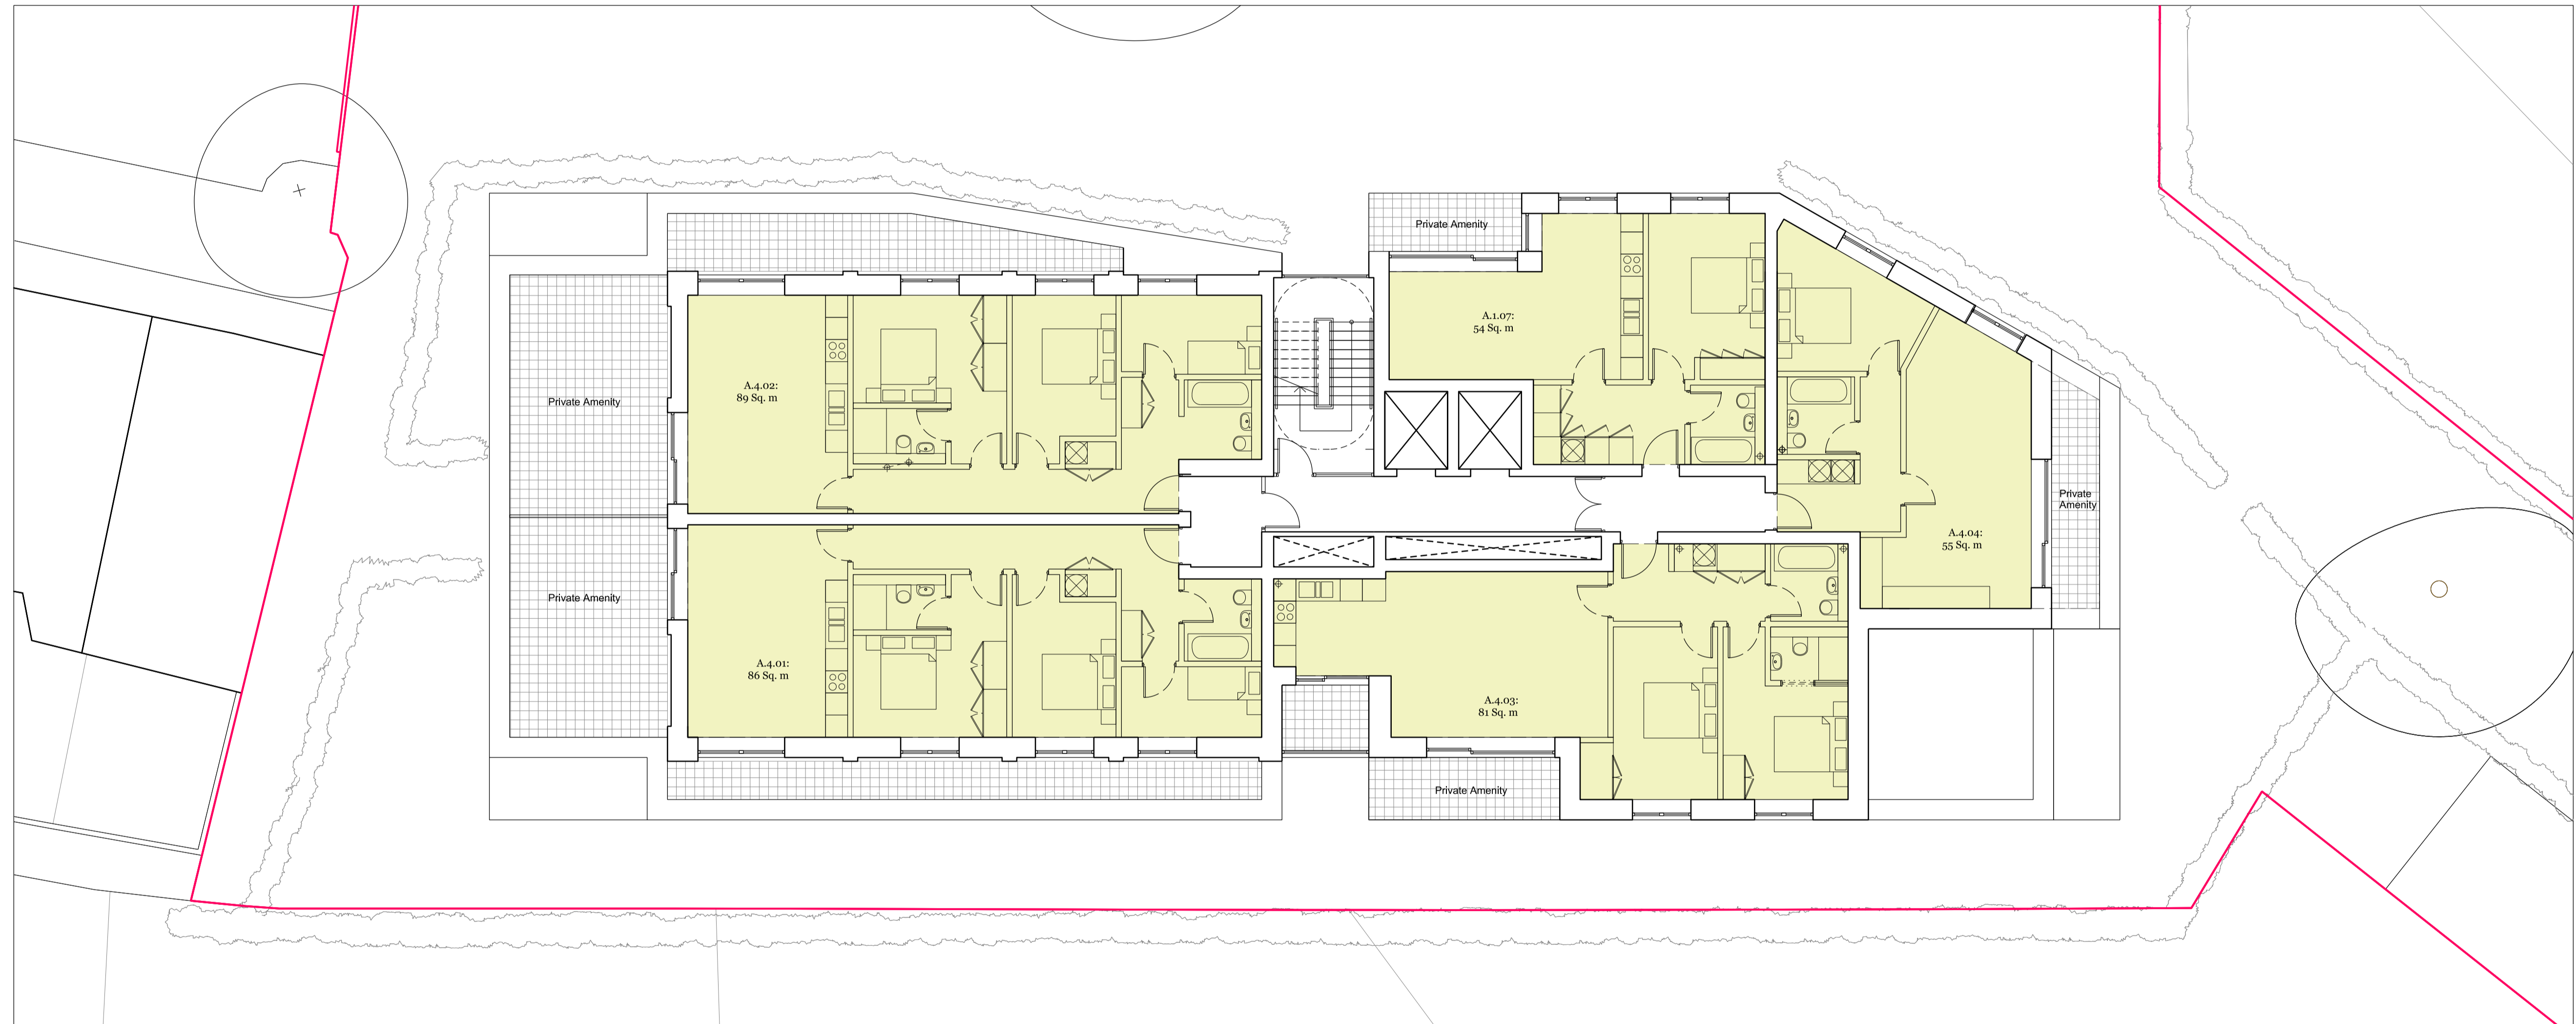 Private Amenity
A.1.07:
54 Sq. m
A.4.02:
89 Sq. m
Private Amenity
Private
Amenity
A.4.04:
55 Sq. m
Private Amenity
A.4.01:
86 Sq. m
A.4.03:
81 Sq. m
Private Amenity